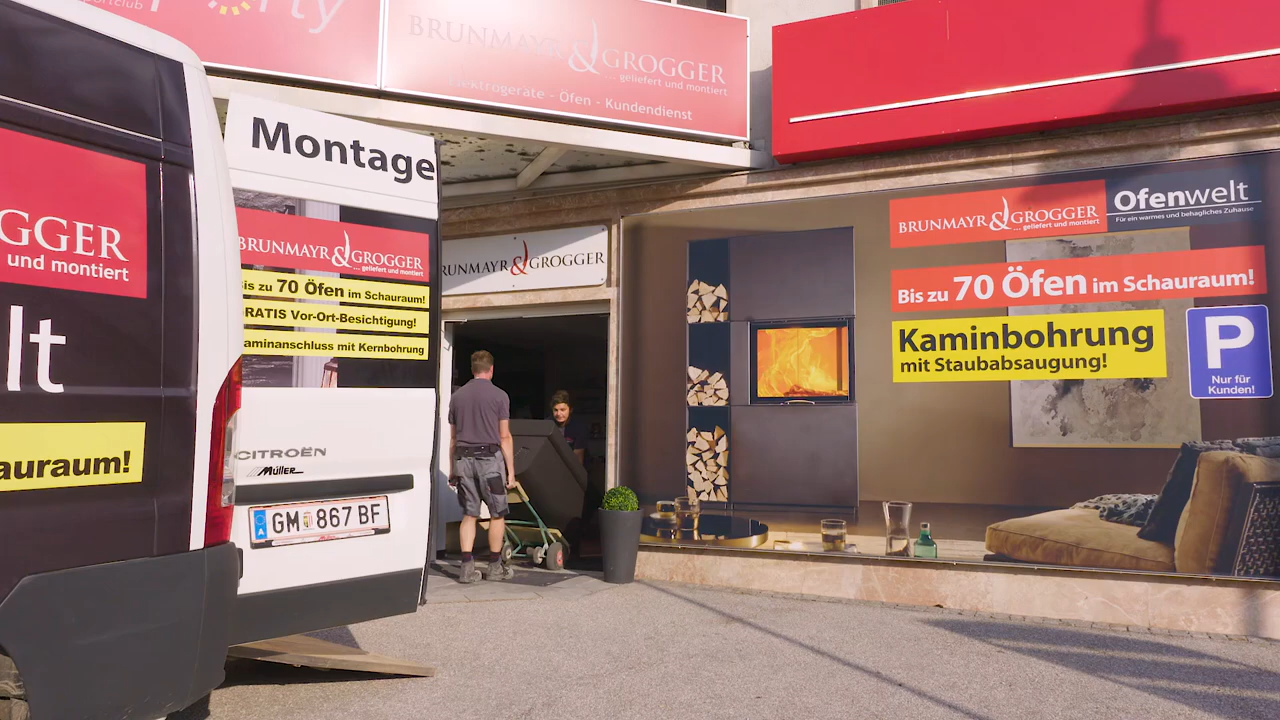 BRUNMAYR & GROGGER
... geliefert und montiert
Elektrogeräte - Öfen - Kundendienst
Montage
BRUNMAYR & GROGGER
... geliefert und montiert
Bis zu 70 Öfen im Schauraum!
GRATIS Vor-Ort-Besichtigung!
Kaminanschluss mit Kernbohrung
CITROËN
Müller
A
GM 867 BF
GGER
und montiert
lt
auraum!
BRUNMAYR & GROGGER
BRUNMAYR & GROGGER
... geliefert und montiert
Ofenwelt
Für ein warmes und behagliches Zuhause
Bis zu 70 Öfen im Schauraum!
Kaminbohrung
mit Staubabsaugung!
P
Nur für
Kunden!